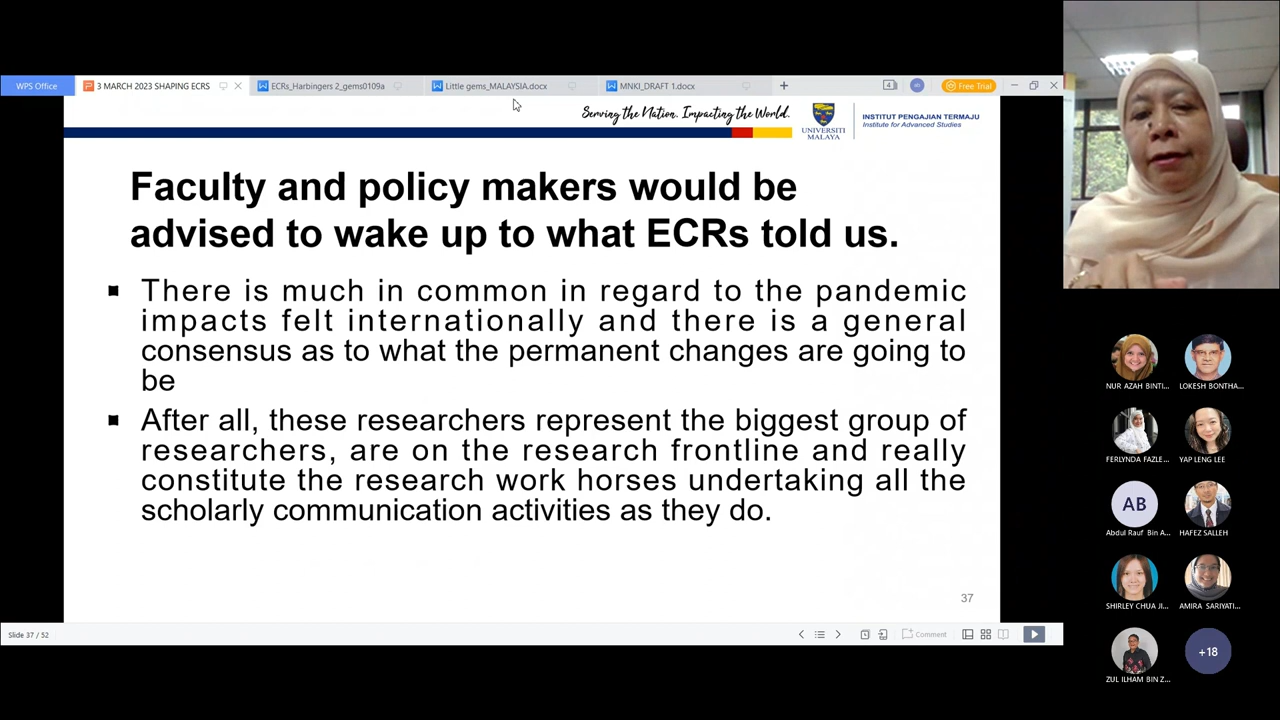 WPS Office
3 MARCH 2023 SHAPING ECRS
ECRs_Harbingers 2_gems0109a
Little gems_MALAYSIA.docx
MNKI_DRAFT 1.docx
Free Trial
Serving the Nation. Impacting the World.
UNIVERSITI
MALAYA
INSTITUT PENGAJIAN TERMAJU
Institute for Advanced Studies
Faculty and policy makers would be
advised to wake up to what ECRs told us.
There is much in common in regard to the pandemic
impacts felt internationally and there is a general
consensus as to what the permanent changes are going to
be
After all, these researchers represent the biggest group of
researchers, are on the research frontline and really
constitute the research work horses undertaking all the
scholarly communication activities as they do.
37
Slide 37 / 52
Comment
NUR AZAH BINTI...
LOKESH BONTHA...
FERLYNDA FAZLE...
YAP LENG LEE
AB
Abdul Rauf Bin A...
HAFEZ SALLEH
SHIRLEY CHUA JI...
AMIRA SARIYATI...
ZUL ILHAM BIN Z...
+18